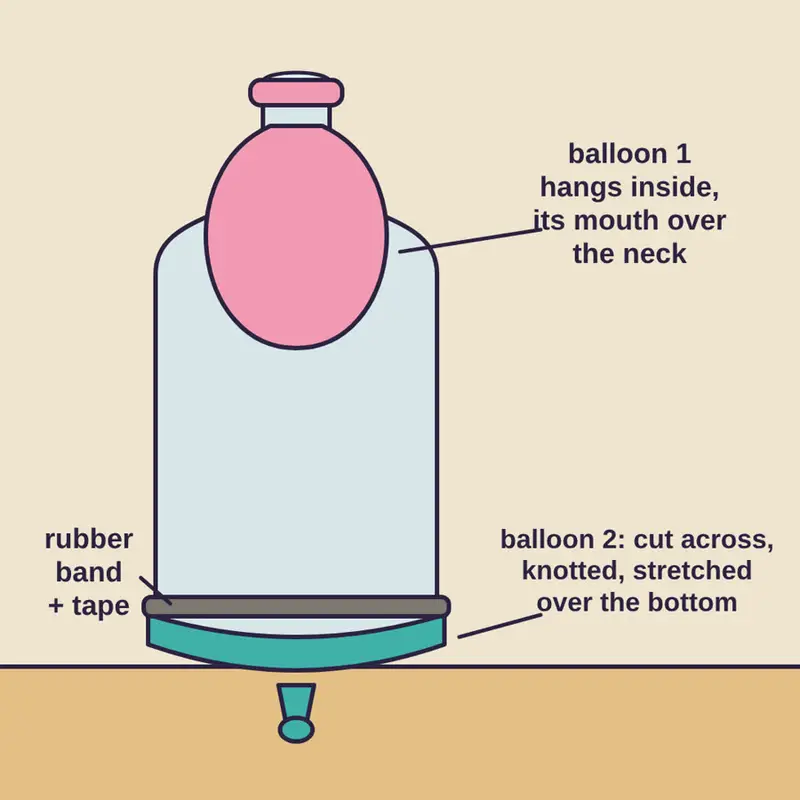 balloon 1
hangs inside,
its mouth over
the neck
rubber
band
+ tape
balloon 2: cut across,
knotted, stretched
over the bottom